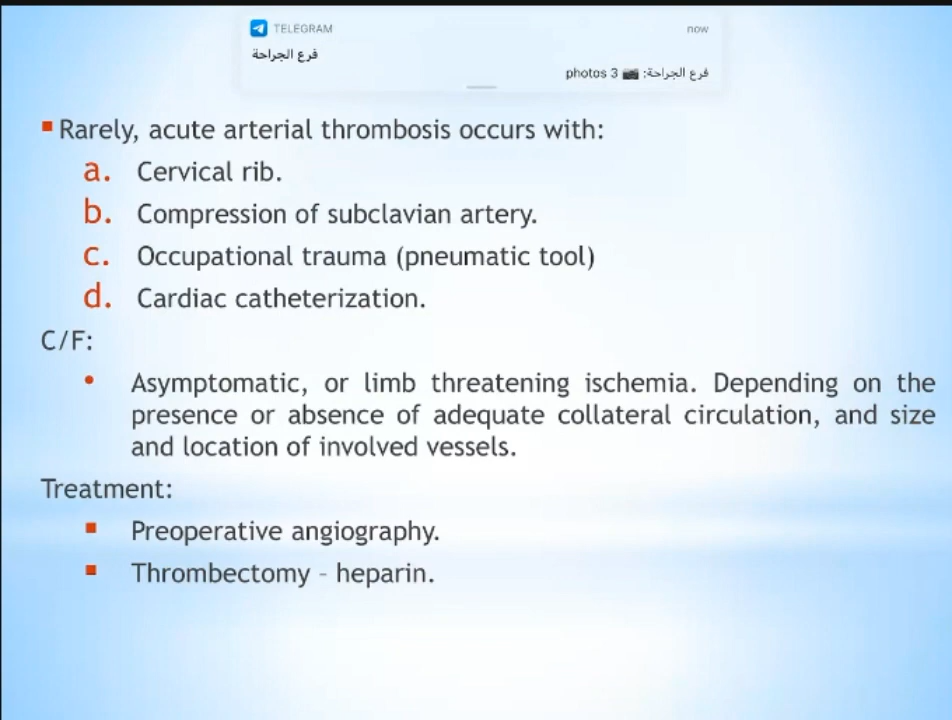 TELEGRAM now
فرع الجراحة
فرع الجراحة: 📷 3 photos
▪ Rarely, acute arterial thrombosis occurs with:
a. Cervical rib.
b. Compression of subclavian artery.
c. Occupational trauma (pneumatic tool)
d. Cardiac catheterization.
C/F:
• Asymptomatic, or limb threatening ischemia. Depending on the
presence or absence of adequate collateral circulation, and size
and location of involved vessels.
Treatment:
▪ Preoperative angiography.
▪ Thrombectomy – heparin.